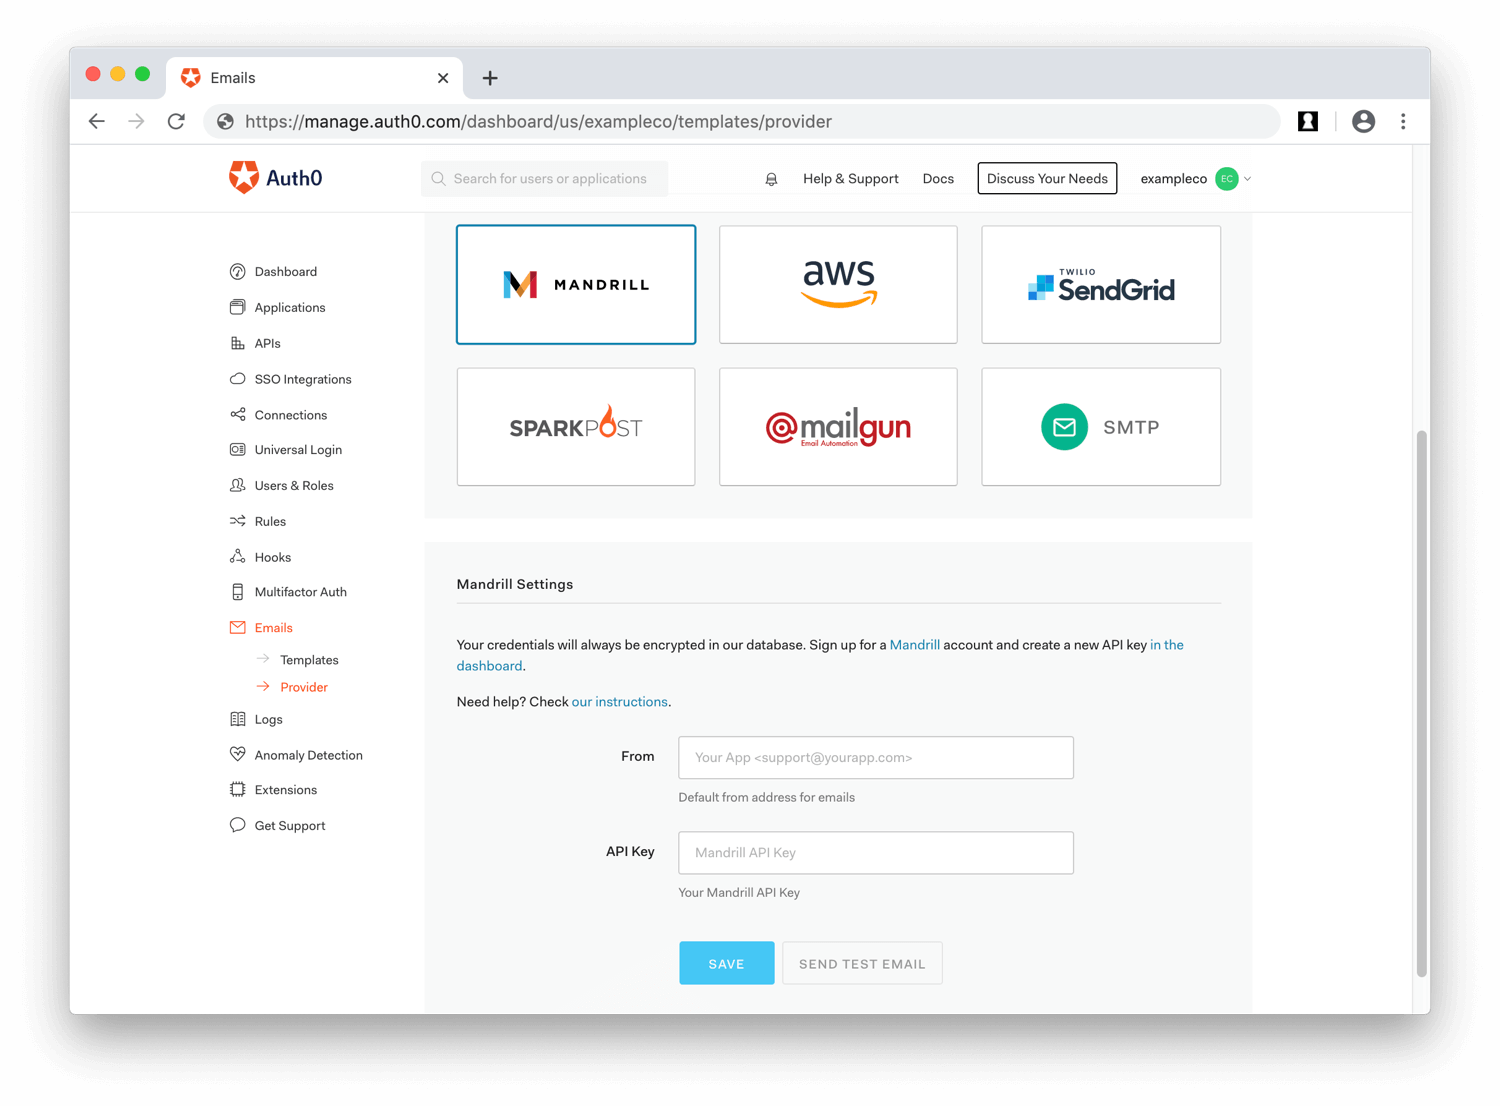 Emails
https://manage.auth0.com/dashboard/us/exampleco/templates/provider
Auth0
Search for users or applications
Help & Support
Docs
Discuss Your Needs
exampleco
EC
Dashboard
Applications
APIs
SSO Integrations
Connections
Universal Login
Users & Roles
Rules
Hooks
Multifactor Auth
Emails
Templates
Provider
Logs
Anomaly Detection
Extensions
Get Support
MANDRILL
aws
TWILIO
SendGrid
SPARKPOST
@mailgun
Email Automation
SMTP
Mandrill Settings
Your credentials will always be encrypted in our database. Sign up for a Mandrill account and create a new API key in the
dashboard.
Need help? Check our instructions.
From
Your App <support@yourapp.com>
Default from address for emails
API Key
Mandrill API Key
Your Mandrill API Key
SAVE
SEND TEST EMAIL